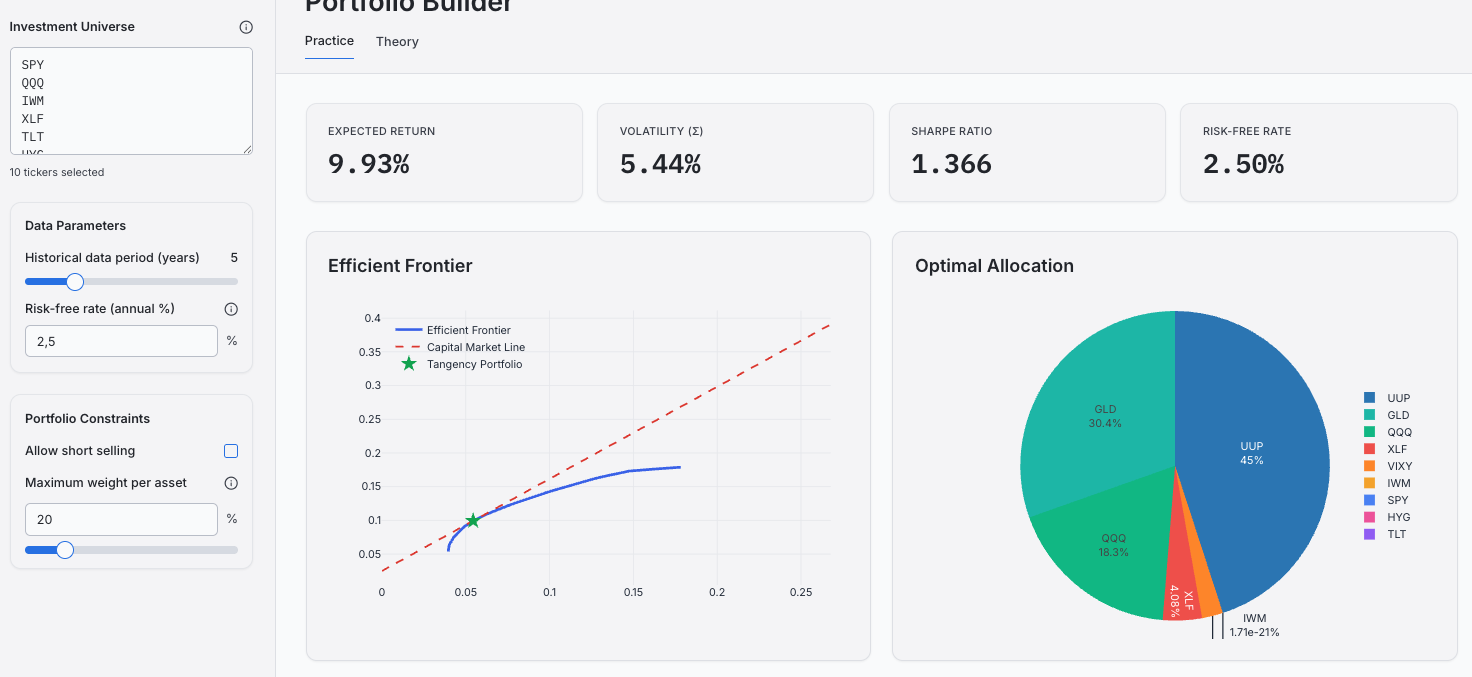 Investment Universe
SPY
QQQ
IWM
XLF
TLT
HYG
10 tickers selected
Data Parameters
Historical data period (years) 5
Risk-free rate (annual %)
2,5 %
Portfolio Constraints
Allow short selling
Maximum weight per asset
20 %
Portfolio Builder
Practice Theory
EXPECTED RETURN
9.93%
VOLATILITY (Σ)
5.44%
SHARPE RATIO
1.366
RISK-FREE RATE
2.50%
Efficient Frontier
0.4
0.35
0.3
0.25
0.2
0.15
0.1
0.05
0 0.05 0.1 0.15 0.2 0.25
Efficient Frontier
Capital Market Line
Tangency Portfolio
Optimal Allocation
GLD
30.4%
UUP
45%
QQQ
18.3%
XLF
4.08%
IWM
1.71e-21%
UUP
GLD
QQQ
XLF
VIXY
IWM
SPY
HYG
TLT